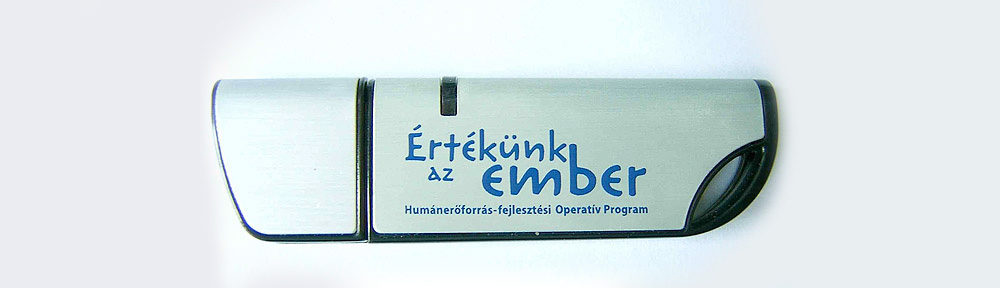 Értékünk
az ember
Humánerőforrás-fejlesztési Operatív Program